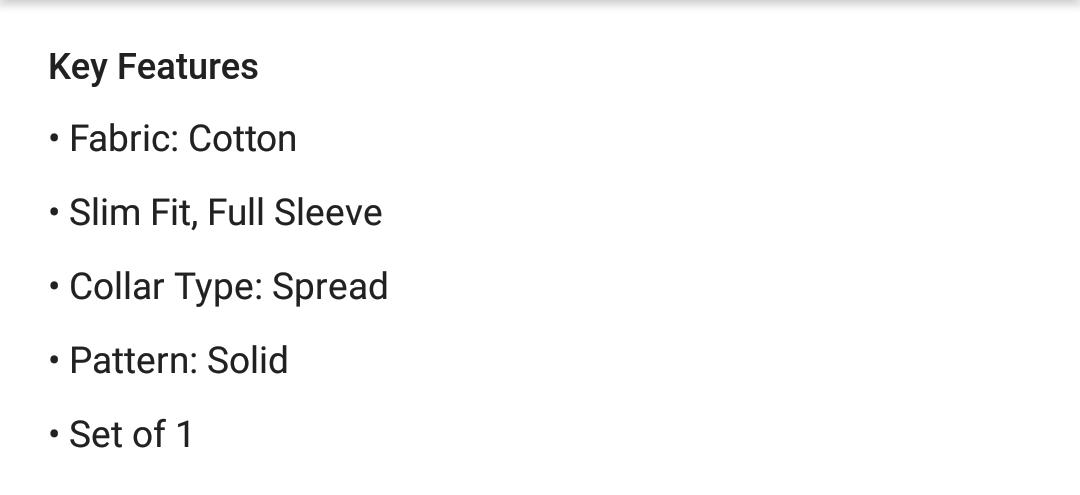 Key Features
• Fabric: Cotton
• Slim Fit, Full Sleeve
• Collar Type: Spread
• Pattern: Solid
• Set of 1